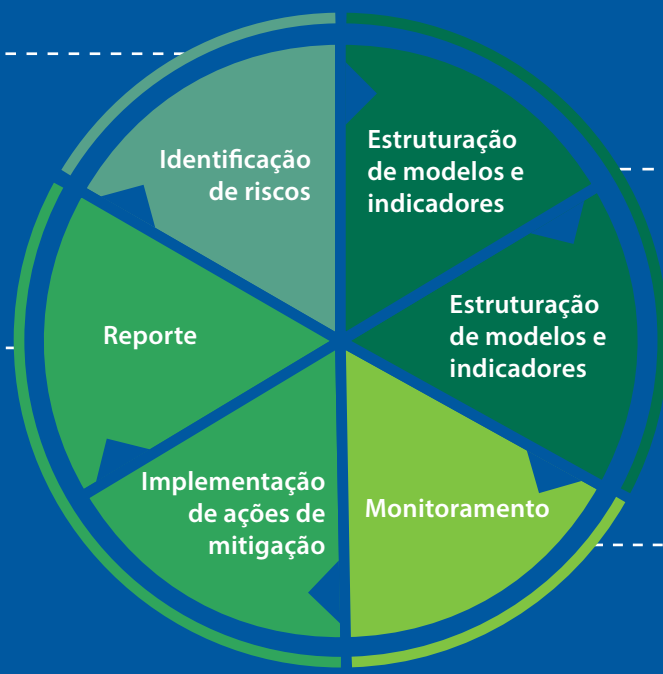 Identificação
de riscos
Estruturação
de modelos e
indicadores
Estruturação
de modelos e
indicadores
Monitoramento
Implementação
de ações de
mitigação
Reporte